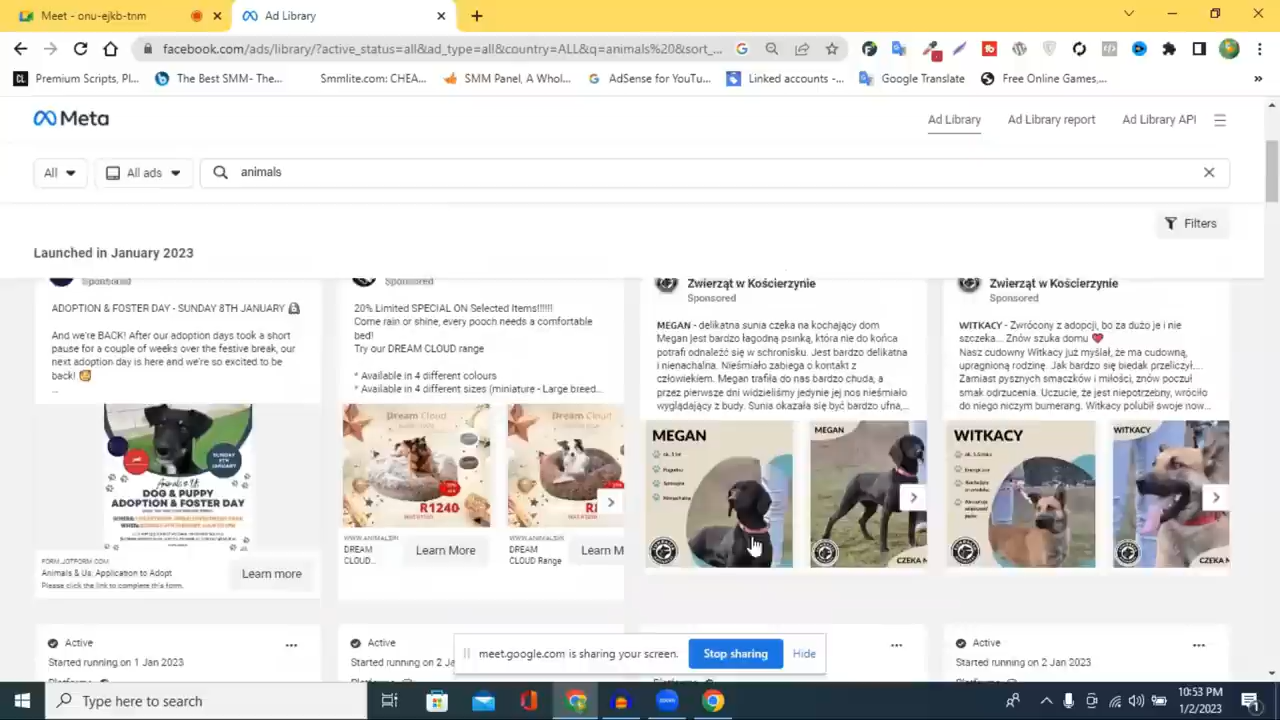 Meet - onu-ejkb-tnm
Ad Library
facebook.com/ads/library/?active_status=all&ad_type=all&country=ALL&q=animals%20&sort_...
Premium Scripts, Pl...
The Best SMM- The...
Smmlite.com: CHEA...
SMM Panel, A Whol...
AdSense for YouTu...
Linked accounts -...
Google Translate
Free Online Games,...
»
Meta
Ad Library
Ad Library report
Ad Library API
All
All ads
animals
Filters
Launched in January 2023
Sponsored
ADOPTION & FOSTER DAY - SUNDAY 8TH JANUARY
And we're BACK! After our adoption days took a short
pause for a couple of weeks over the festive break, our
next adoption day is here and we're so excited to be
back!
...
DOG & PUPPY
ADOPTION & FOSTER DAY
FORM.JOTFORM.COM
Animals & Us: Application to Adopt
Please click the link to complete this form.
Learn more
Sponsored
20% Limited SPECIAL ON Selected Items!!!!!!
Come rain or shine, every pooch needs a comfortable
bed!
Try our DREAM CLOUD range
* Available in 4 different colours
* Available in 4 different sizes (miniature - Large breed...
Dream Cloud
R1240
DREAM
CLOUD...
Learn More
Dream Cloud
DREAM
CLOUD Range
Learn M
Zwierząt w Kościerzynie
Sponsored
MEGAN - delikatna sunia czeka na kochający dom
Megan jest bardzo łagodną psinką, która nie do końca
potrafi odnaleźć się w schronisku. Jest bardzo delikatna
i nienachalna. Nieśmiało zabiega o kontakt z
człowiekiem. Megan trafiła do nas bardzo chuda, a
przez pierwsze dni widzieliśmy jedynie jej nos nieśmiało
wyglądający z budy. Sunia okazała się być bardzo ufna,...
MEGAN
MEGAN
CZEKA N
Zwierząt w Kościerzynie
Sponsored
WITKACY - Zwrócony z adopcji, bo za dużo je i nie
szczeka... Znów szuka domu
Nasz cudowny Witkacy już myślał, że ma cudowną,
upragnioną rodzinę. Jak bardzo się biedak przeliczył....
Zamiast pysznych smaczków i miłości, znów poczuł
smak odrzucenia. Uczucie, że jest niepotrzebny, wróciło
do niego niczym bumerang. Witkacy polubił swoje now...
WITKACY
WITKACY
CZEKA N
Active
Started running on 1 Jan 2023
Active
Started running on 2 Ja
Active
Started running on 2 Jan 2023
meet.google.com is sharing your screen.
Stop sharing
Hide
Type here to search
10:53 PM
1/2/2023